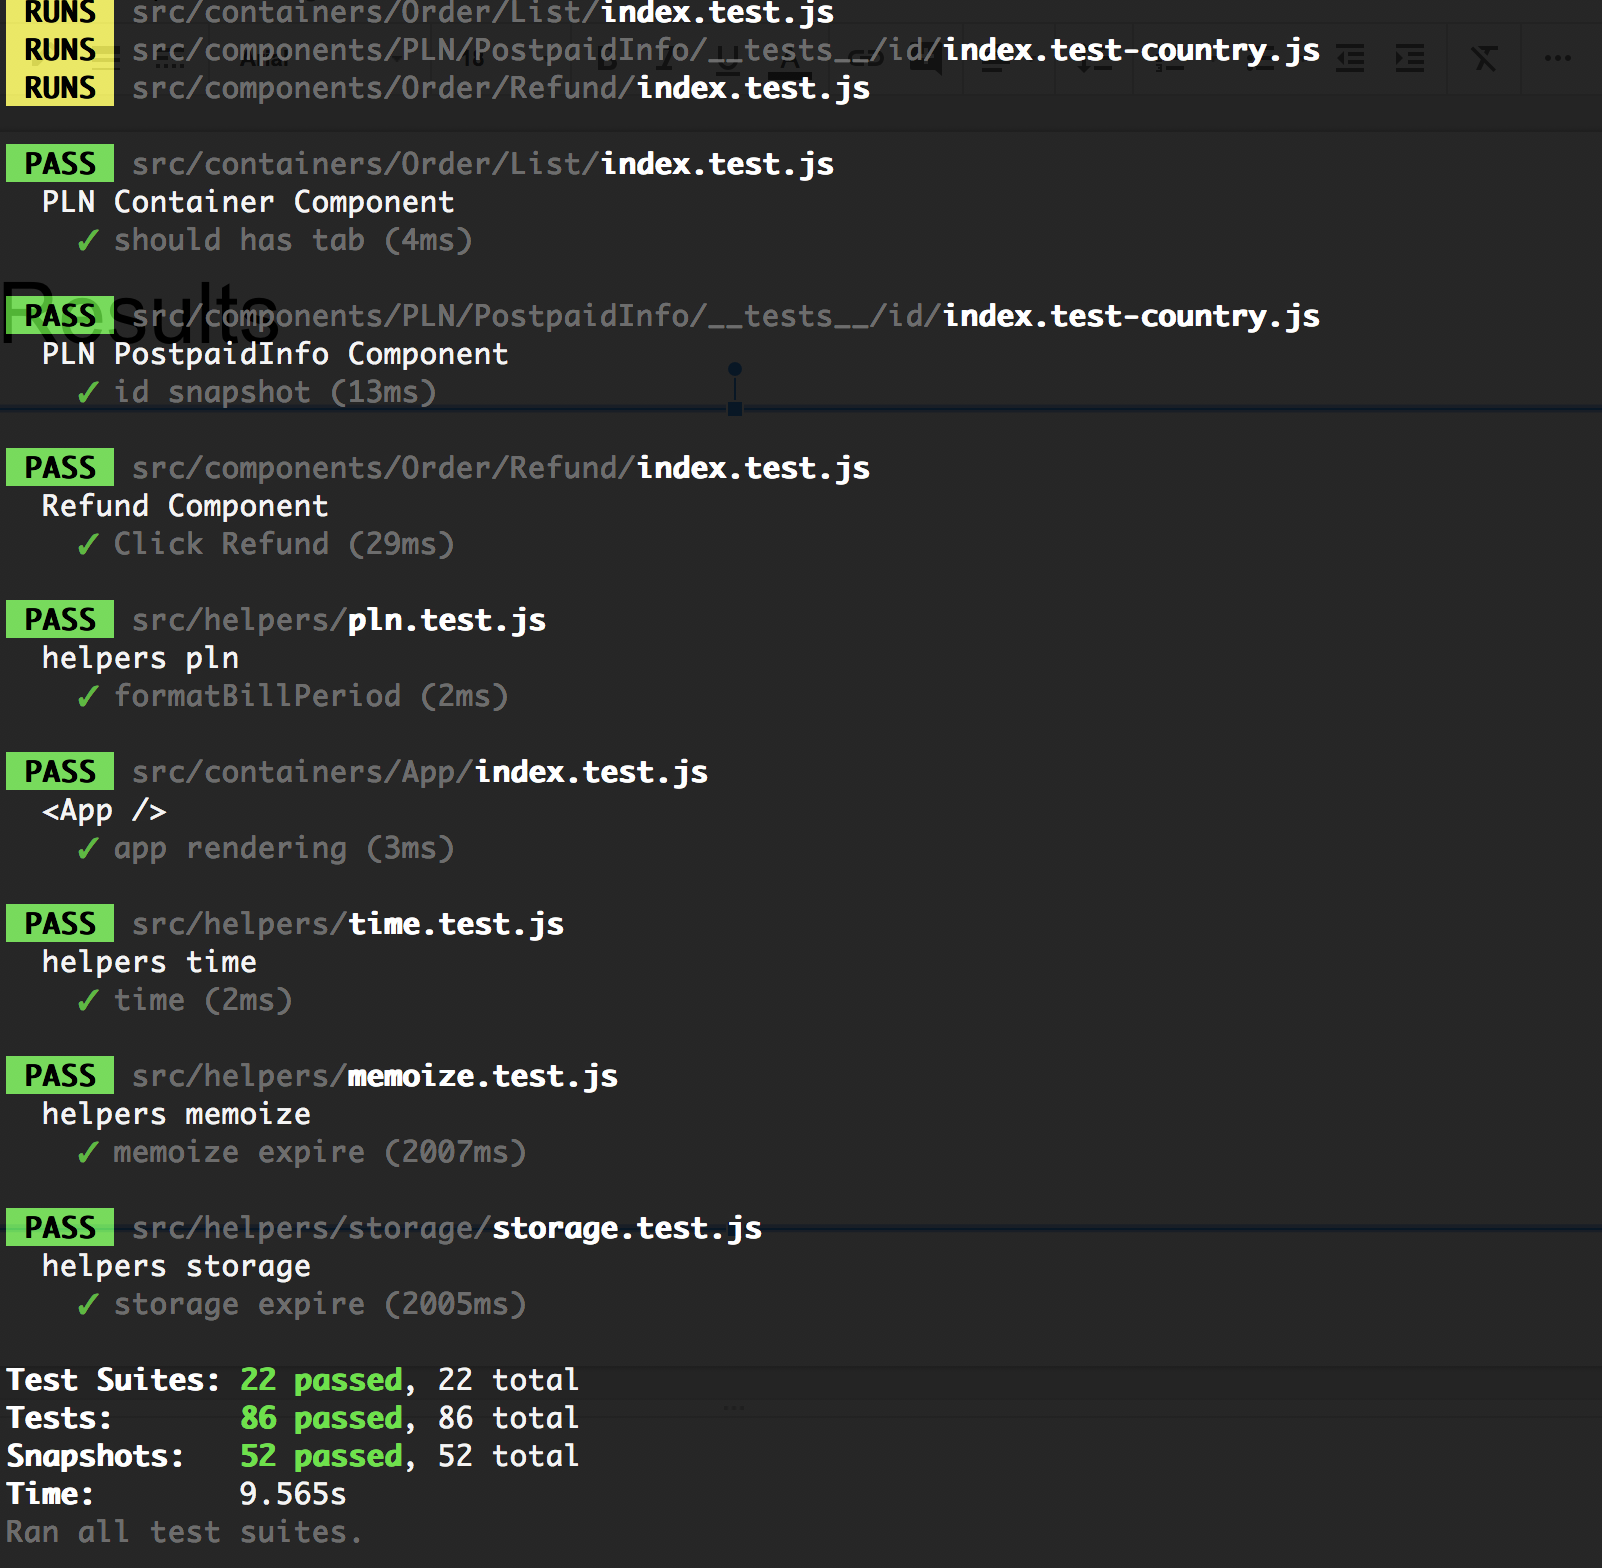 RUNS src/containers/Order/List/index.test.js
RUNS src/components/PLN/PostpaidInfo/__tests__/id/index.test-country.js
RUNS src/components/Order/Refund/index.test.js
PASS src/containers/Order/List/index.test.js
PLN Container Component
✓ should has tab (4ms)
Results
PASS src/components/PLN/PostpaidInfo/__tests__/id/index.test-country.js
PLN PostpaidInfo Component
✓ id snapshot (13ms)
PASS src/components/Order/Refund/index.test.js
Refund Component
✓ Click Refund (29ms)
PASS src/helpers/pln.test.js
helpers pln
✓ formatBillPeriod (2ms)
PASS src/containers/App/index.test.js
<App />
✓ app rendering (3ms)
PASS src/helpers/time.test.js
helpers time
✓ time (2ms)
PASS src/helpers/memoize.test.js
helpers memoize
✓ memoize expire (2007ms)
PASS src/helpers/storage/storage.test.js
helpers storage
✓ storage expire (2005ms)
Test Suites: 22 passed, 22 total
Tests: 86 passed, 86 total
Snapshots: 52 passed, 52 total
Time: 9.565s
Ran all test suites.